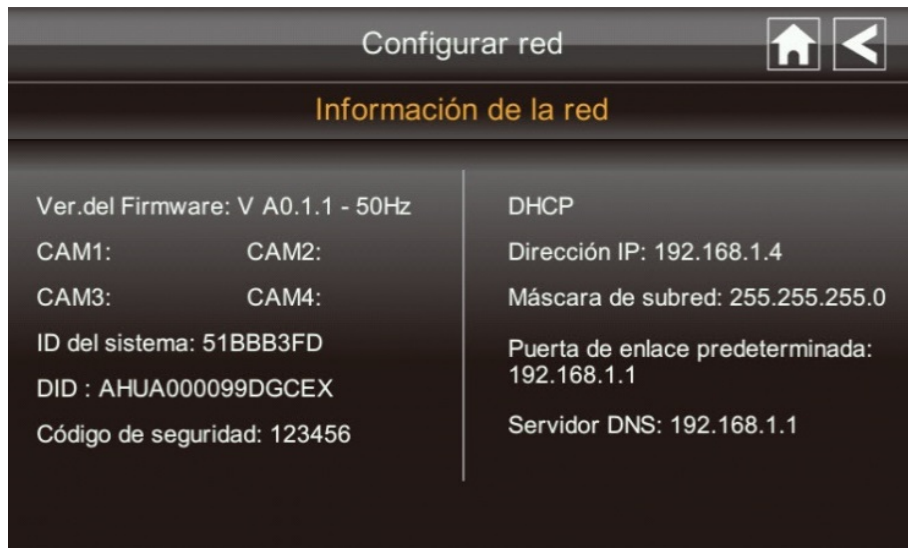 Configurar red
Información de la red
Ver.del Firmware: V A0.1.1 - 50Hz
CAM1: CAM2:
CAM3: CAM4:
ID del sistema: 51BBB3FD
DID : AHUA000099DGCEX
Código de seguridad: 123456
DHCP
Dirección IP: 192.168.1.4
Máscara de subred: 255.255.255.0
Puerta de enlace predeterminada:
192.168.1.1
Servidor DNS: 192.168.1.1